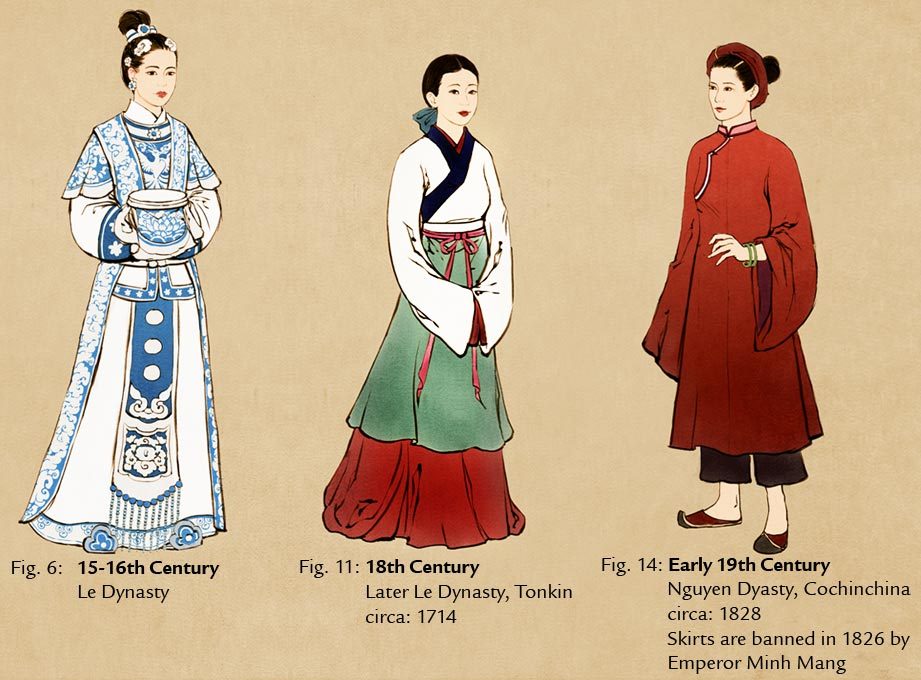 Fig. 6: 15-16th Century
Le Dynasty
Fig. 11: 18th Century
Later Le Dynasty, Tonkin
circa: 1714
Fig. 14: Early 19th Century
Nguyen Dyasty, Cochinchina
circa: 1828
Skirts are banned in 1826 by
Emperor Minh Mang